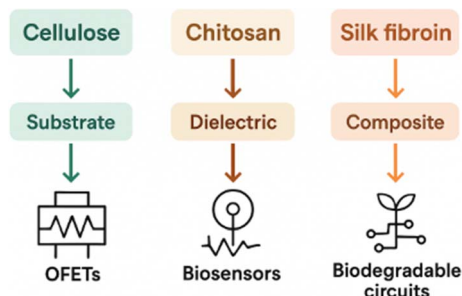 Cellulose
Chitosan
Silk fibroin
Substrate
Dielectric
Composite
OFETs
Biosensors
Biodegradable
circuits